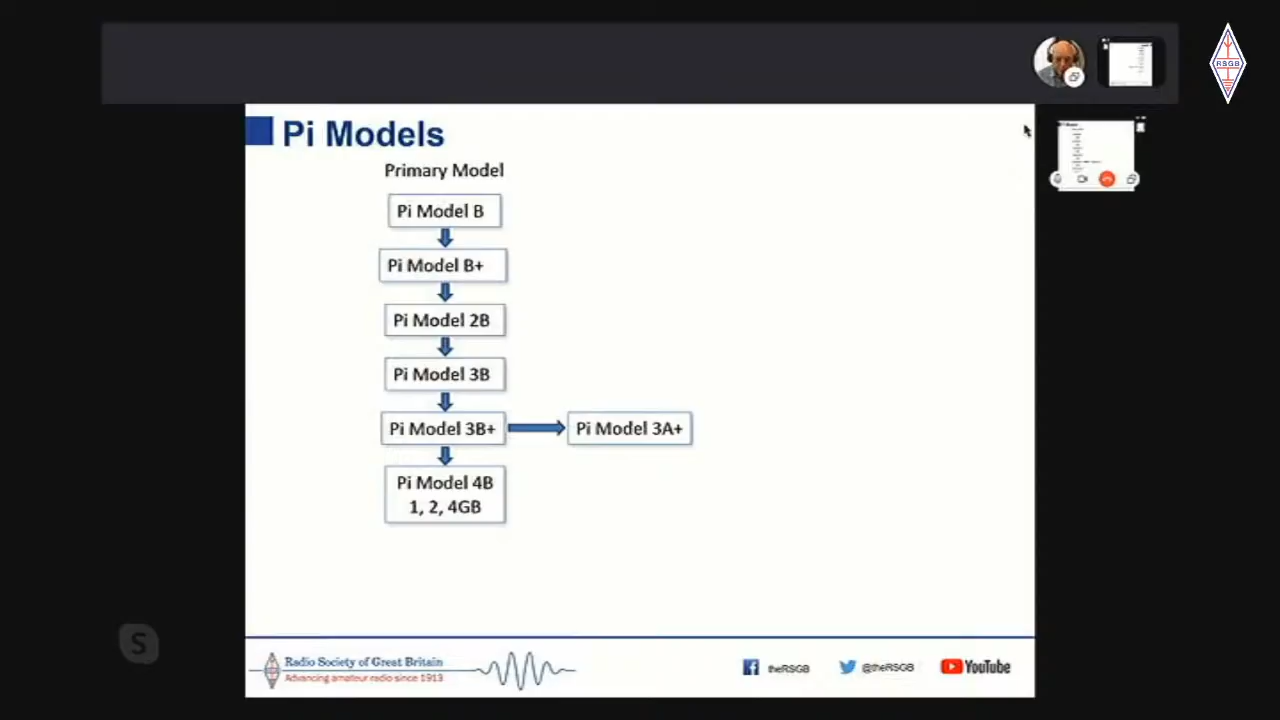 RSGB
Pi Models
Primary Model
Pi Model B
Pi Model B+
Pi Model 2B
Pi Model 3B
Pi Model 3B+
Pi Model 3A+
Pi Model 4B
1, 2, 4GB
S
Radio Society of Great Britain
Advancing amateur radio since 1913
theRSGB
@theRSGB
YouTube